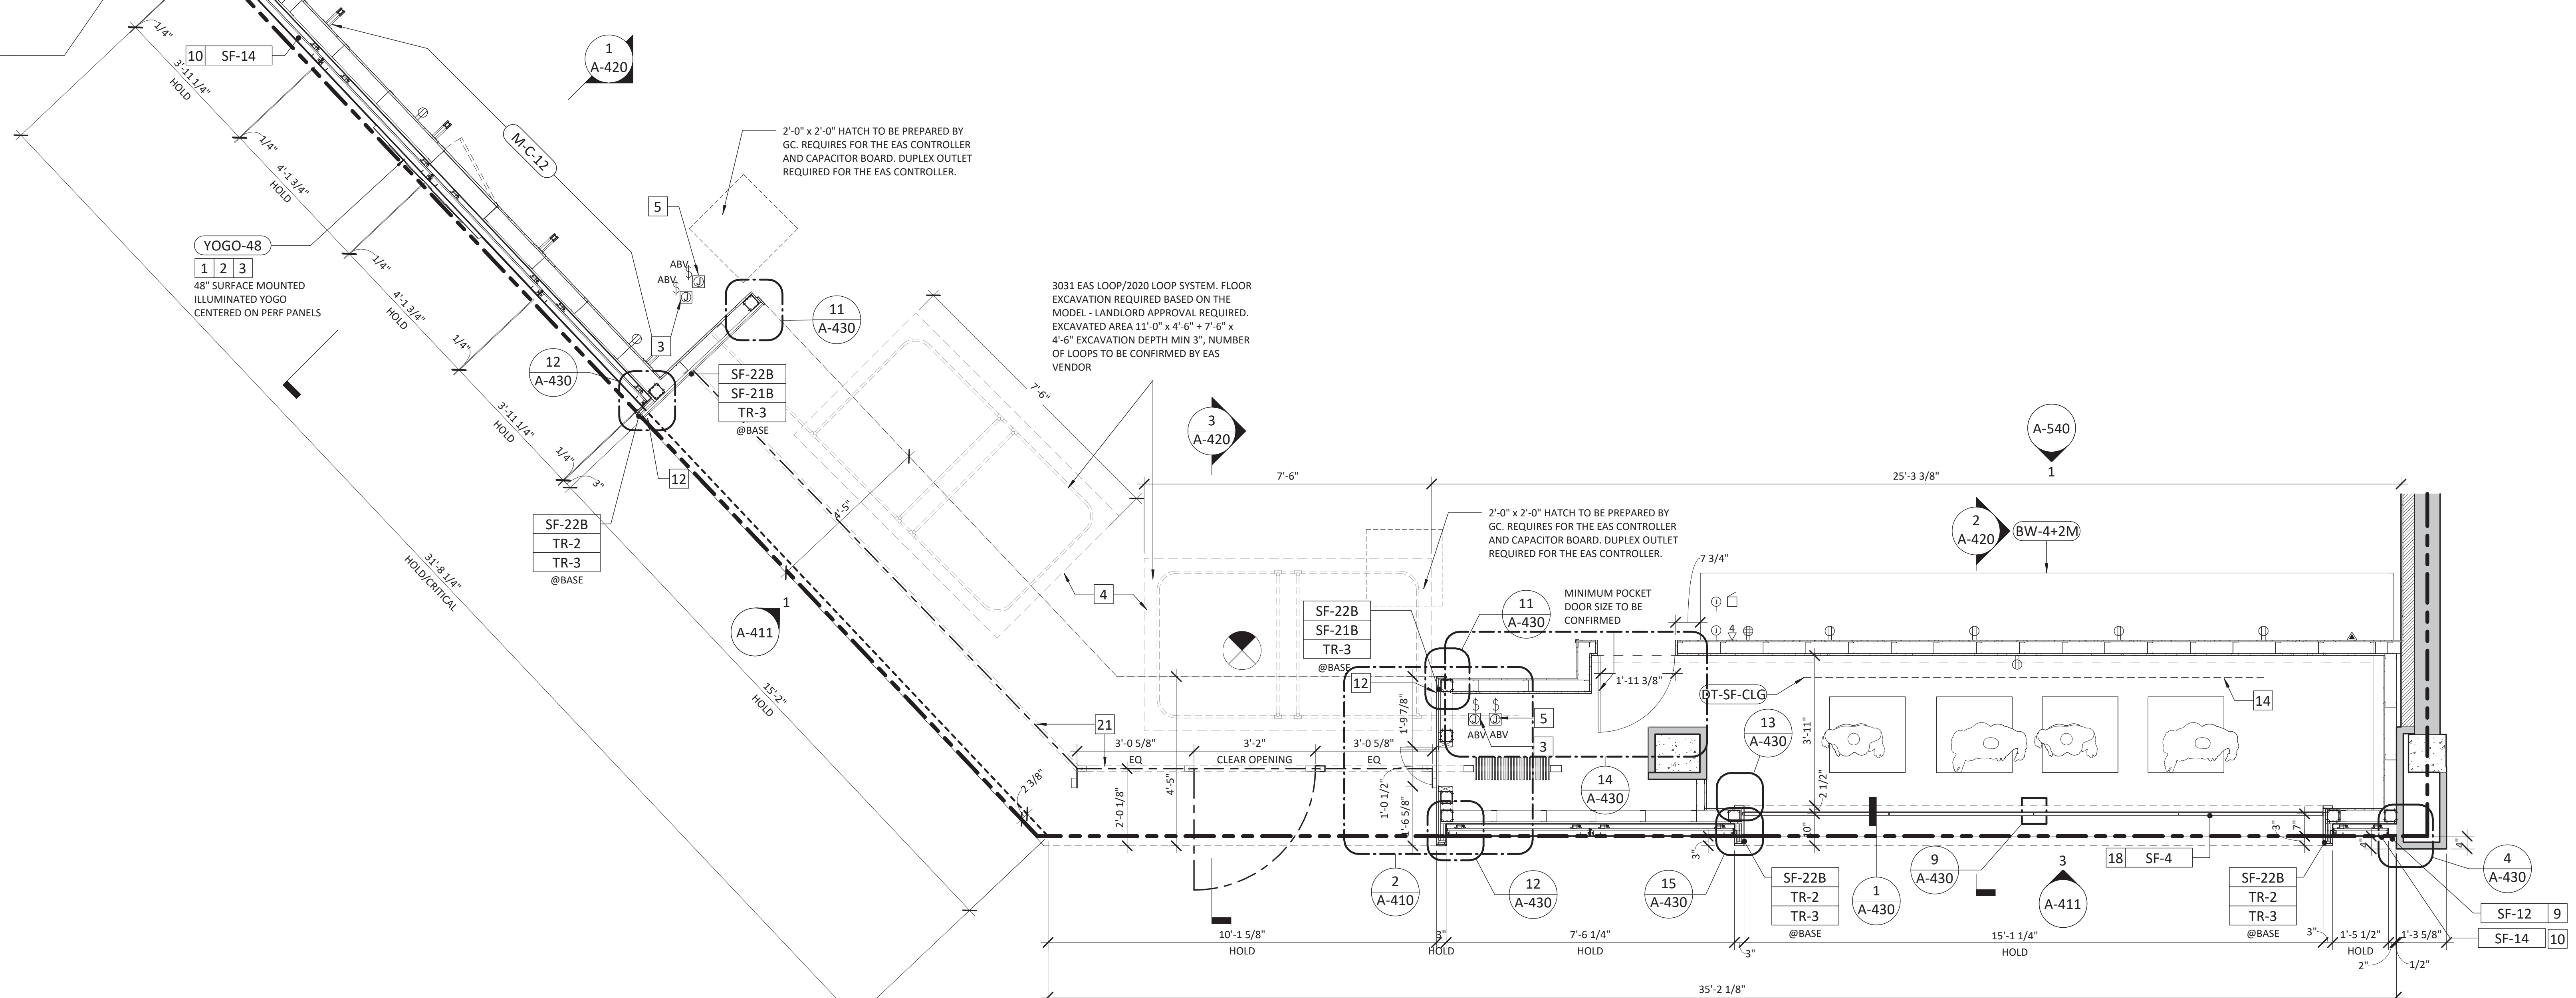 1/4"
10 SF-14
3'-11 1/4"
HOLD
1/4"
4'-1 3/4"
HOLD
1/4"
4'-1 3/4"
HOLD
1/4"
3'-11 1/4"
HOLD
1/4"
3"
1
A-420
M-C-12
2'-0" x 2'-0" HATCH TO BE PREPARED BY
GC. REQUIRES FOR THE EAS CONTROLLER
AND CAPACITOR BOARD. DUPLEX OUTLET
REQUIRED FOR THE EAS CONTROLLER.
5
ABV
$
ABV
$
J
J
3
YOGO-48
1 2 3
48" SURFACE MOUNTED
ILLUMINATED YOGO
CENTERED ON PERF PANELS
11
A-430
12
A-430
SF-22B
SF-21B
TR-3
@BASE
12
SF-22B
TR-2
TR-3
@BASE
3031 EAS LOOP/2020 LOOP SYSTEM. FLOOR
EXCAVATION REQUIRED BASED ON THE
MODEL - LANDLORD APPROVAL REQUIRED.
EXCAVATED AREA 11'-0" x 4'-6" + 7'-6" x
4'-6" EXCAVATION DEPTH MIN 3", NUMBER
OF LOOPS TO BE CONFIRMED BY EAS
VENDOR
7'-6"
4'-5"
3
A-420
7'-6"
25'-3 3/8"
A-540
1
31'-8 1/4"
HOLD/CRITICAL
15'-2"
HOLD
1
A-411
4
21
2'-0" x 2'-0" HATCH TO BE PREPARED BY
GC. REQUIRES FOR THE EAS CONTROLLER
AND CAPACITOR BOARD. DUPLEX OUTLET
REQUIRED FOR THE EAS CONTROLLER.
2
A-420
BW-4+2M
7 3/4"
SF-22B
SF-21B
TR-3
@BASE
12
11
A-430
MINIMUM POCKET
DOOR SIZE TO BE
CONFIRMED
J
J
4
1'-11 3/8"
DT-SF-CLG
14
1'-9 7/8"
$ $
J J
ABV ABV
5
3
13
A-430
3'-11"
3'-0 5/8"
EQ
3'-2"
CLEAR OPENING
3'-0 5/8"
EQ
2 3/8"
2'-0 1/8"
4'-5"
1'-0 1/2"
1'-6 5/8"
14
A-430
2 1/2"
10"
3"
3"
7"
4"
4"
18 SF-4
2
A-410
12
A-430
15
A-430
SF-22B
TR-2
TR-3
@BASE
1
A-430
9
A-430
3
A-411
SF-22B
TR-2
TR-3
@BASE
4
A-430
SF-12 9
SF-14 10
10'-1 5/8"
HOLD
3"
HOLD
7'-6 1/4"
HOLD
3"
15'-1 1/4"
HOLD
3"
1'-5 1/2"
HOLD
2"
1'-3 5/8"
1/2"
35'-2 1/8"